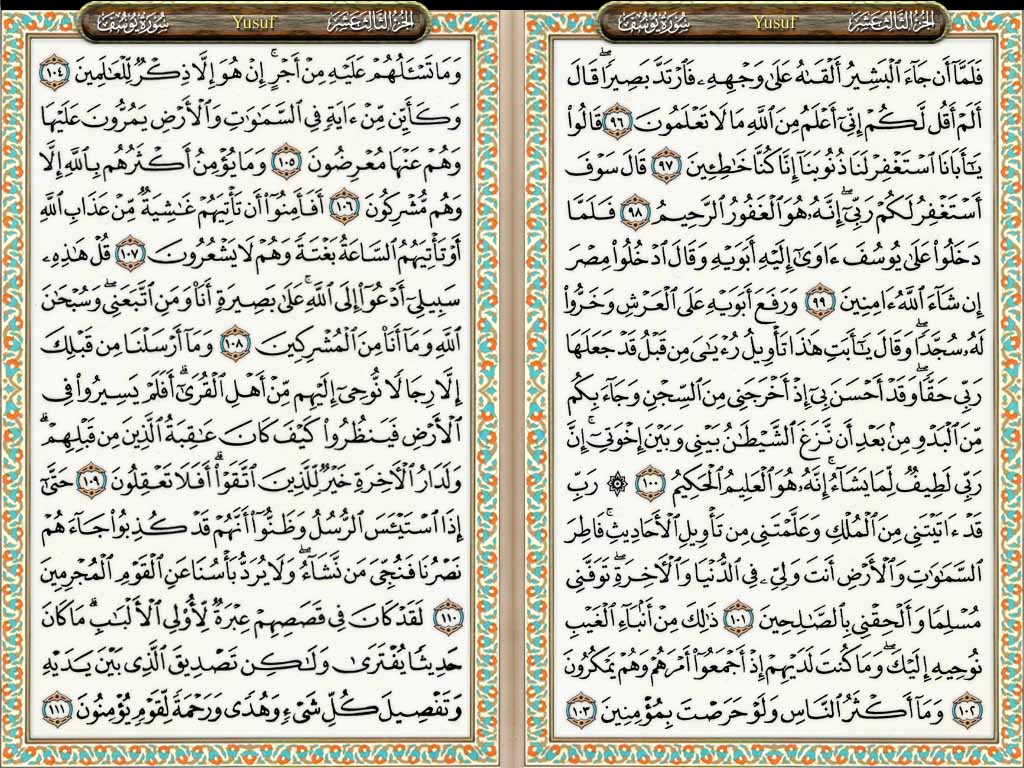 الجزء الثالث عشر Yusuf سورة يوسف
فَلَمَّآ أَن جَآءَ ٱلْبَشِيرُ أَلْقَىٰهُ عَلَىٰ وَجْهِهِۦ فَٱرْتَدَّ بَصِيرًا ۖ قَالَ
أَلَمْ أَقُل لَّكُمْ إِنِّىٓ أَعْلَمُ مِنَ ٱللَّهِ مَا لَا تَعْلَمُونَ ٩٦ قَالُوا۟
يَـٰٓأَبَانَا ٱسْتَغْفِرْ لَنَا ذُنُوبَنَآ إِنَّا كُنَّا خَـٰطِـِٔينَ ٩٧ قَالَ سَوْفَ
أَسْتَغْفِرُ لَكُمْ رَبِّىٓ ۖ إِنَّهُۥ هُوَ ٱلْغَفُورُ ٱلرَّحِيمُ ٩٨ فَلَمَّا
دَخَلُوا۟ عَلَىٰ يُوسُفَ ءَاوَىٰٓ إِلَيْهِ أَبَوَيْهِ وَقَالَ ٱدْخُلُوا۟ مِصْرَ
إِن شَآءَ ٱللَّهُ ءَامِنِينَ ٩٩ وَرَفَعَ أَبَوَيْهِ عَلَى ٱلْعَرْشِ وَخَرُّوا۟
لَهُۥ سُجَّدًا ۖ وَقَالَ يَـٰٓأَبَتِ هَـٰذَا تَأْوِيلُ رُءْيَـٰىَ مِن قَبْلُ قَدْ جَعَلَهَا
رَبِّى حَقًّا ۖ وَقَدْ أَحْسَنَ بِىٓ إِذْ أَخْرَجَنِى مِنَ ٱلسِّجْنِ وَجَآءَ بِكُم
مِّنَ ٱلْبَدْوِ مِنۢ بَعْدِ أَن نَّزَغَ ٱلشَّيْطَـٰنُ بَيْنِى وَبَيْنَ إِخْوَتِىٓ ۚ إِنَّ
رَبِّى لَطِيفٌ لِّمَا يَشَآءُ ۚ إِنَّهُۥ هُوَ ٱلْعَلِيمُ ٱلْحَكِيمُ ١٠٠ ۞ رَبِّ
قَدْ ءَاتَيْتَنِى مِنَ ٱلْمُلْكِ وَعَلَّمْتَنِى مِن تَأْوِيلِ ٱلْأَحَادِيثِ ۚ فَاطِرَ
ٱلسَّمَـٰوَٰتِ وَٱلْأَرْضِ أَنتَ وَلِىِّۦ فِى ٱلدُّنْيَا وَٱلْـَٔاخِرَةِ ۖ تَوَفَّنِى
مُسْلِمًا وَأَلْحِقْنِى بِٱلصَّـٰلِحِينَ ١٠١ ذَٰلِكَ مِنْ أَنۢبَآءِ ٱلْغَيْبِ
نُوحِيهِ إِلَيْكَ ۖ وَمَا كُنتَ لَدَيْهِمْ إِذْ أَجْمَعُوٓا۟ أَمْرَهُمْ وَهُمْ يَمْكُرُونَ
١٠٢ وَمَآ أَكْثَرُ ٱلنَّاسِ وَلَوْ حَرَصْتَ بِمُؤْمِنِينَ ١٠٣
الجزء الثالث عشر Yusuf سورة يوسف
وَمَا تَسْـَٔلُهُمْ عَلَيْهِ مِنْ أَجْرٍ ۚ إِنْ هُوَ إِلَّا ذِكْرٌ لِّلْعَـٰلَمِينَ ١٠٤
وَكَأَيِّن مِّنْ ءَايَةٍ فِى ٱلسَّمَـٰوَٰتِ وَٱلْأَرْضِ يَمُرُّونَ عَلَيْهَا
وَهُمْ عَنْهَا مُعْرِضُونَ ١٠٥ وَمَا يُؤْمِنُ أَكْثَرُهُم بِٱللَّهِ إِلَّا
وَهُم مُّشْرِكُونَ ١٠٦ أَفَأَمِنُوٓا۟ أَن تَأْتِيَهُمْ غَـٰشِيَةٌ مِّنْ عَذَابِ ٱللَّهِ
أَوْ تَأْتِيَهُمُ ٱلسَّاعَةُ بَغْتَةً وَهُمْ لَا يَشْعُرُونَ ١٠٧ قُلْ هَـٰذِهِۦ
سَبِيلِىٓ أَدْعُوٓا۟ إِلَى ٱللَّهِ ۚ عَلَىٰ بَصِيرَةٍ أَنَا۠ وَمَنِ ٱتَّبَعَنِى ۖ وَسُبْحَـٰنَ
ٱللَّهِ وَمَآ أَنَا۠ مِنَ ٱلْمُشْرِكِينَ ١٠٨ وَمَآ أَرْسَلْنَا مِن قَبْلِكَ
إِلَّا رِجَالًا نُّوحِىٓ إِلَيْهِم مِّنْ أَهْلِ ٱلْقُرَىٰٓ ۗ أَفَلَمْ يَسِيرُوا۟ فِى
ٱلْأَرْضِ فَيَنظُرُوا۟ كَيْفَ كَانَ عَـٰقِبَةُ ٱلَّذِينَ مِن قَبْلِهِمْ ۗ
وَلَدَارُ ٱلْـَٔاخِرَةِ خَيْرٌ لِّلَّذِينَ ٱتَّقَوْا۟ ۗ أَفَلَا تَعْقِلُونَ ١٠٩ حَتَّىٰٓ
إِذَا ٱسْتَيْـَٔسَ ٱلرُّسُلُ وَظَنُّوٓا۟ أَنَّهُمْ قَدْ كُذِبُوا۟ جَآءَهُمْ
نَصْرُنَا فَنُجِّىَ مَن نَّشَآءُ ۖ وَلَا يُرَدُّ بَأْسُنَا عَنِ ٱلْقَوْمِ ٱلْمُجْرِمِينَ
١١٠ لَقَدْ كَانَ فِى قَصَصِهِمْ عِبْرَةٌ لِّأُو۟لِى ٱلْأَلْبَـٰبِ ۗ مَا كَانَ
حَدِيثًا يُفْتَرَىٰ وَلَـٰكِن تَصْدِيقَ ٱلَّذِى بَيْنَ يَدَيْهِ
وَتَفْصِيلَ كُلِّ شَىْءٍ وَهُدًى وَرَحْمَةً لِّقَوْمٍ يُؤْمِنُونَ ١١١